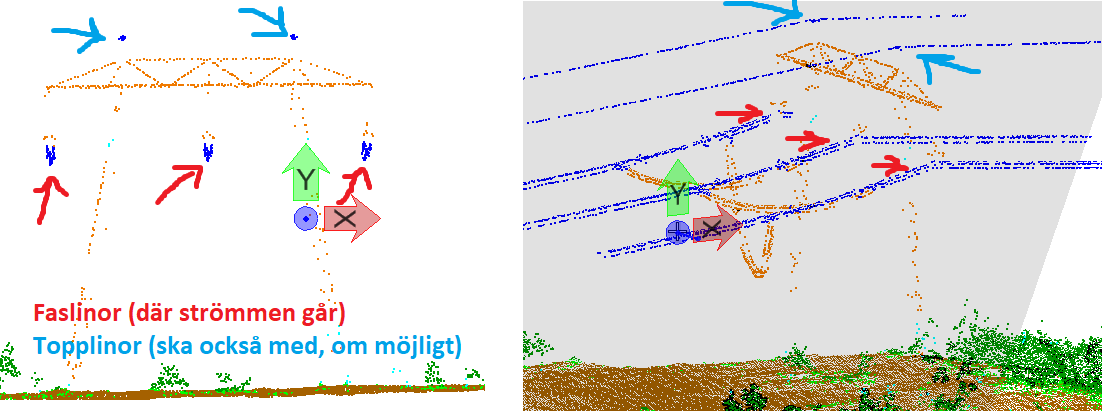 Y
X
Faslinor (där strömmen går)
Topplinor (ska också med, om möjligt)
Y
X